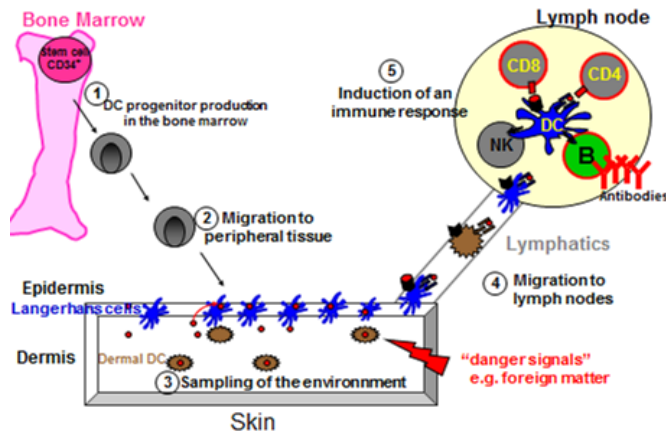 Bone Marrow
Stem cell
CD34+
1
DC progenitor production
in the bone marrow
2
Migration to
peripheral tissue
Epidermis
Langerhans cells
Dermis
Dermal DC
3
Sampling of the environnment
Skin
"danger signals"
e.g. foreign matter
4
Migration to
lymph nodes
Lymphatics
5
Induction of an
immune response
Lymph node
CD8
CD4
DC
NK
B
Antibodies